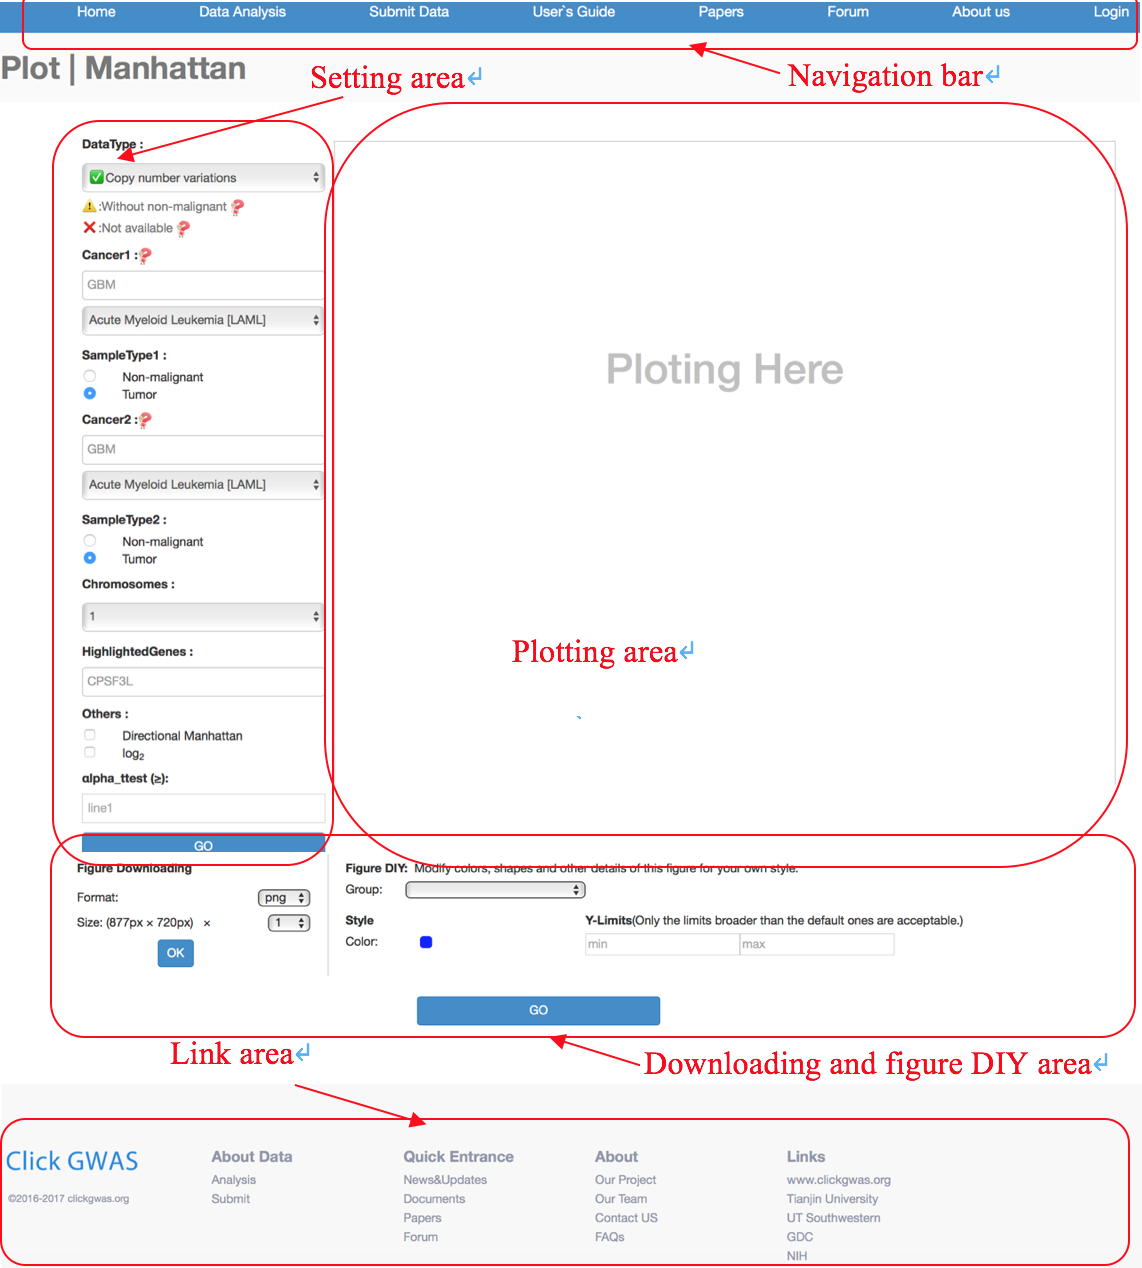 Home Data Analysis Submit Data User`s Guide Papers Forum About us Login
Plot | Manhattan
Setting area
Navigation bar
DataType :
Copy number variations
:Without non-malignant
:Not available
Cancer1 :
GBM
Acute Myeloid Leukemia [LAML]
SampleType1 :
Non-malignant
Tumor
Cancer2 :
GBM
Acute Myeloid Leukemia [LAML]
SampleType2 :
Non-malignant
Tumor
Chromosomes :
1
HighlightedGenes :
CPSF3L
Others :
Directional Manhattan
log2
alpha_ttest (≥):
line1
GO
Ploting Here
Plotting area
Figure Downloading
Format: png
Size: (877px × 720px) × 1
OK
Figure DIY: Modify colors, shapes and other details of this figure for your own style.
Group:
Style Y-Limits(Only the limits broader than the default ones are acceptable.)
Color: min max
GO
Link area
Downloading and figure DIY area
Click GWAS
©2016-2017 clickgwas.org
About Data
Analysis
Submit
Quick Entrance
News&Updates
Documents
Papers
Forum
About
Our Project
Our Team
Contact US
FAQs
Links
www.clickgwas.org
Tianjin University
UT Southwestern
GDC
NIH